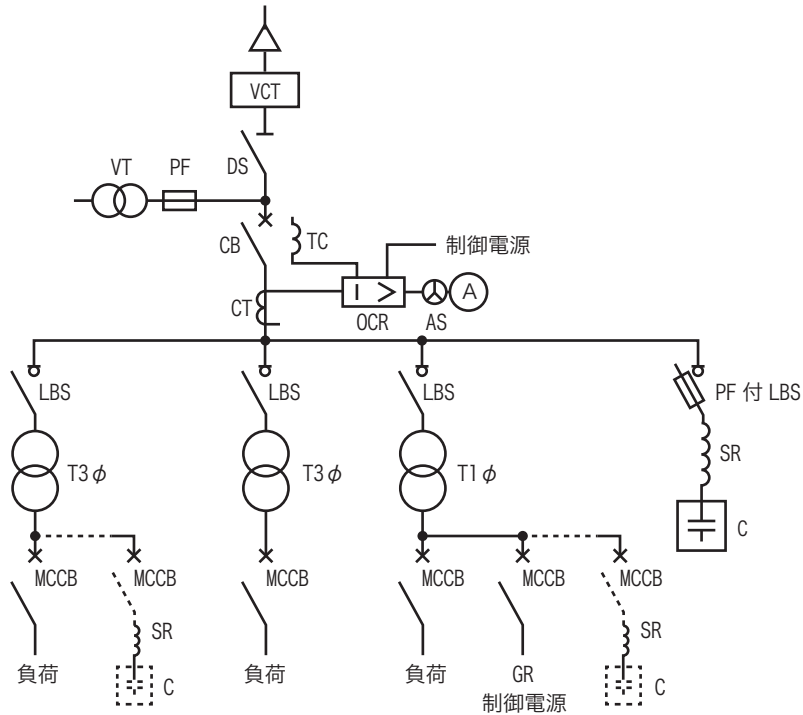 VCT
DS
VT
PF
CB
TC
制御電源
CT
I >
OCR
AS
A
LBS
LBS
LBS
PF 付 LBS
T3φ
T3φ
T1φ
SR
C
MCCB
MCCB
MCCB
MCCB
MCCB
MCCB
SR
SR
負荷
C
負荷
負荷
GR
制御電源
C